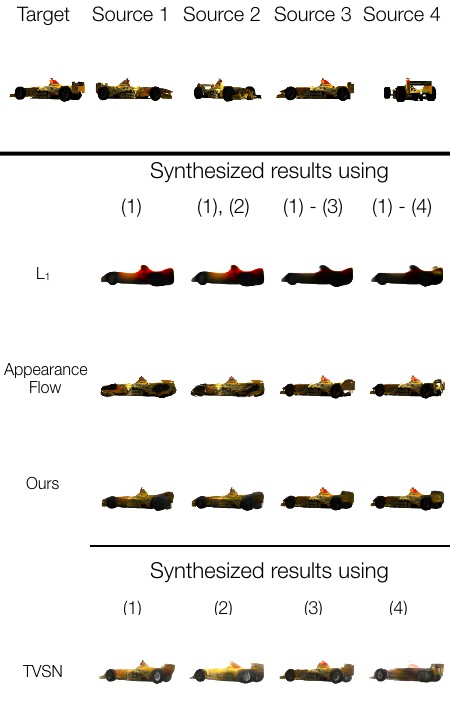 Target Source 1 Source 2 Source 3 Source 4
Synthesized results using
(1) (1), (2) (1) - (3) (1) - (4)
L₁
Appearance
Flow
Ours
Synthesized results using
(1) (2) (3) (4)
TVSN